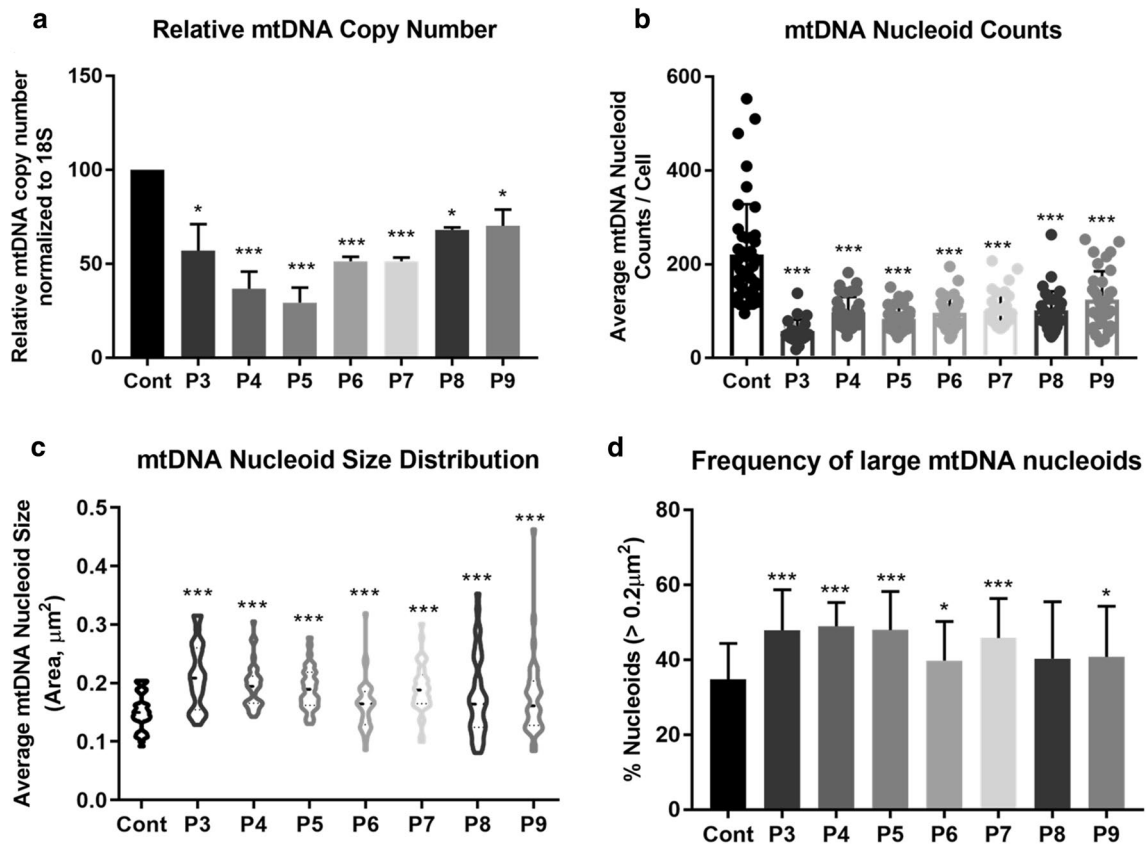 a
Relative mtDNA Copy Number
Relative mtDNA copy number
normalized to 18S
150
100
50
0
* *** *** *** *** * *
Cont P3 P4 P5 P6 P7 P8 P9
b
mtDNA Nucleoid Counts
Average mtDNA Nucleoid
Counts / Cell
600
400
200
0
*** *** *** *** *** *** ***
Cont P3 P4 P5 P6 P7 P8 P9
c
mtDNA Nucleoid Size Distribution
Average mtDNA Nucleoid Size
(Area, μm²)
0.5
0.4
0.3
0.2
0.1
0.0
*** *** *** *** *** *** ***
Cont P3 P4 P5 P6 P7 P8 P9
d
Frequency of large mtDNA nucleoids
% Nucleoids (> 0.2μm²)
80
60
40
20
0
*** *** *** * *** *
Cont P3 P4 P5 P6 P7 P8 P9